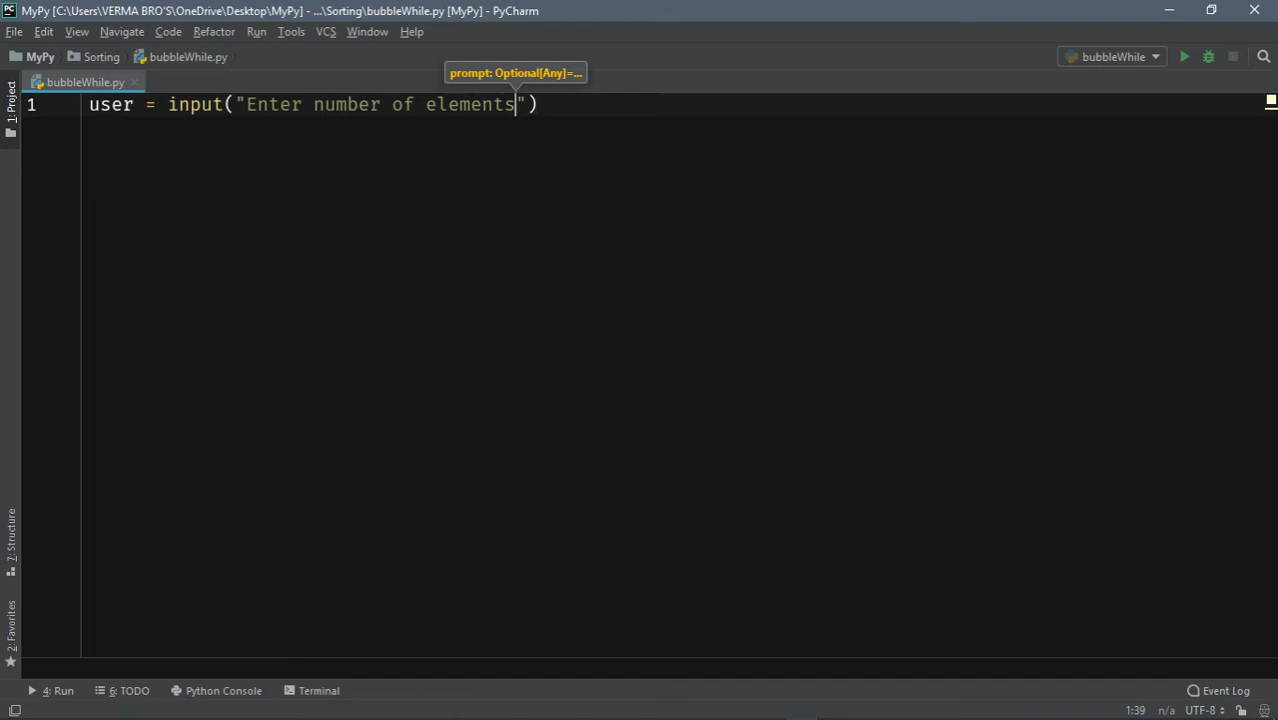 MyPy [C:\Users\VERMA BRO'S\OneDrive\Desktop\MyPy] - ...\Sorting\bubbleWhile.py [MyPy] - PyCharm
File Edit View Navigate Code Refactor Run Tools VCS Window Help
MyPy Sorting bubbleWhile.py bubbleWhile
prompt: Optional[Any]=...
bubbleWhile.py
1 user = input("Enter number of elements")
1: Project
7: Structure
2: Favorites
4: Run 6: TODO Python Console Terminal Event Log
1:39 n/a UTF-8